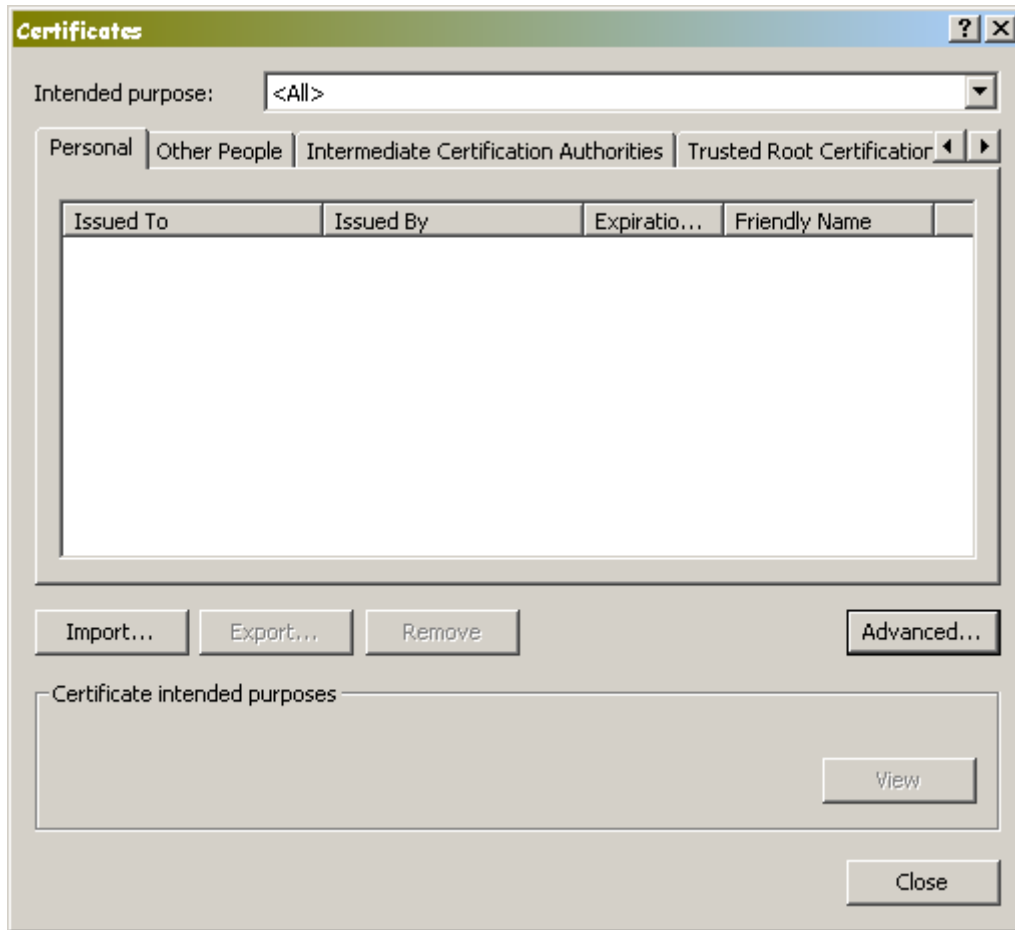 Certificates
Intended purpose: <All>
Personal Other People Intermediate Certification Authorities Trusted Root Certification
Issued To Issued By Expiratio... Friendly Name
Import... Export... Remove Advanced...
Certificate intended purposes
View
Close